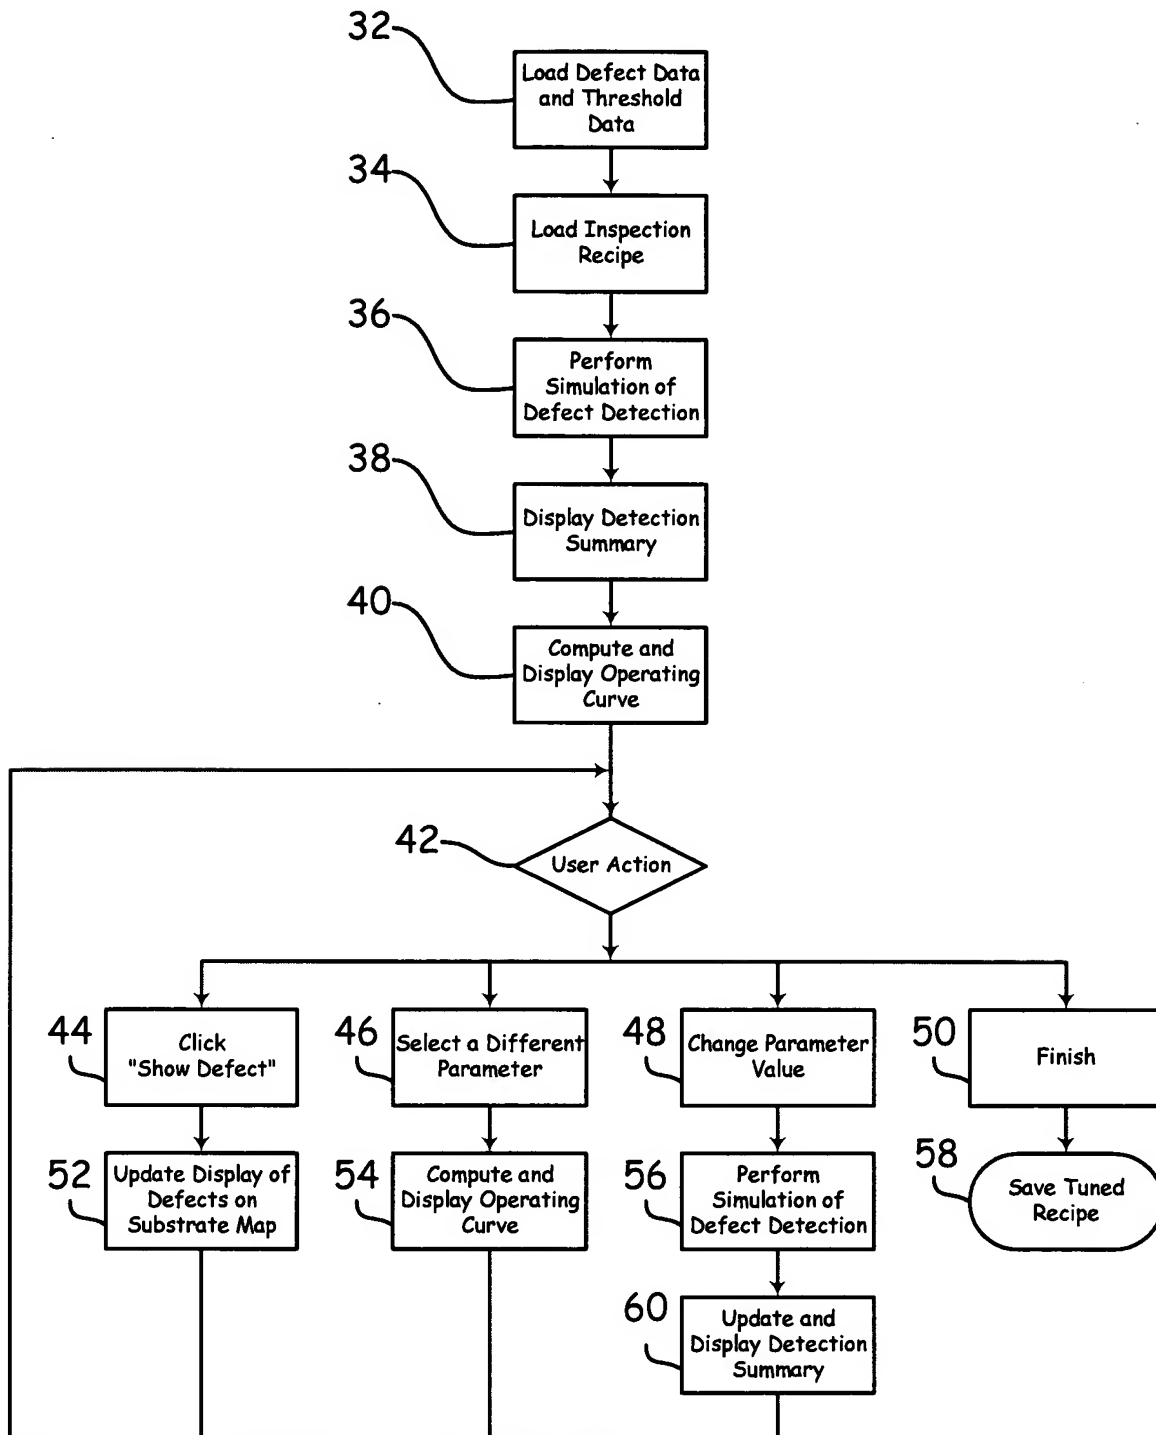 32
Load Defect Data
and Threshold
Data
34
Load Inspection
Recipe
36
Perform
Simulation of
Defect Detection
38
Display Detection
Summary
40
Compute and
Display Operating
Curve
42
User Action
44
Click
"Show Defect"
46
Select a Different
Parameter
48
Change Parameter
Value
50
Finish
52
Update Display of
Defects on
Substrate Map
54
Compute and
Display Operating
Curve
56
Perform
Simulation of
Defect Detection
58
Save Tuned
Recipe
60
Update and
Display Detection
Summary